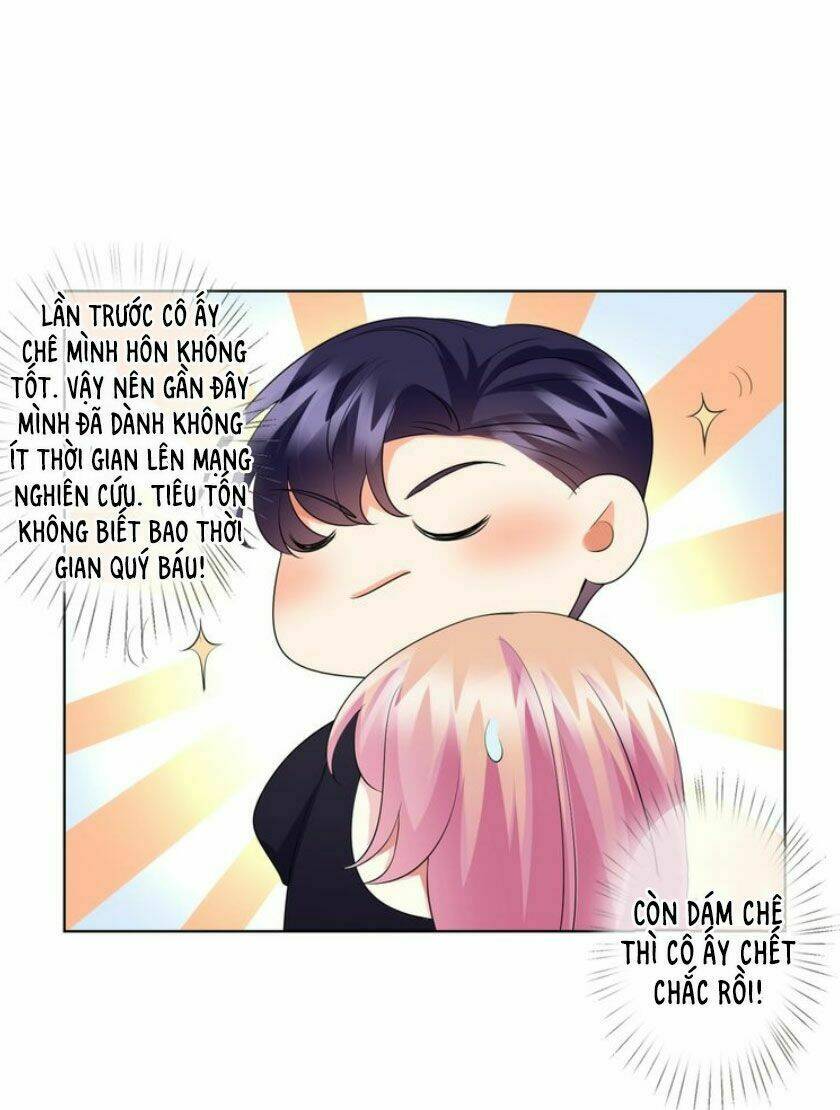 LẦN TRƯỚC CÔ ẤY
CHÊ MÌNH HÔN KHÔNG
TỐT. VẬY NÊN GẦN ĐÂY
MÌNH ĐÃ DÀNH KHÔNG
ÍT THỜI GIAN LÊN MẠNG
NGHIÊN CỨU. TIÊU TỐN
KHÔNG BIẾT BAO THỜI
GIAN QUÝ BÁU!
CÒN DÁM CHÊ
THÌ CÔ ẤY CHẾT
CHẮC RỒI!